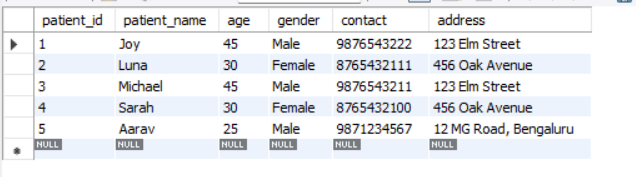 patient_id patient_name age gender contact address
1 Joy 45 Male 9876543222 123 Elm Street
2 Luna 30 Female 8765432111 456 Oak Avenue
3 Michael 45 Male 9876543211 123 Elm Street
4 Sarah 30 Female 8765432100 456 Oak Avenue
5 Aarav 25 Male 9871234567 12 MG Road, Bengaluru
NULL NULL NULL NULL NULL NULL